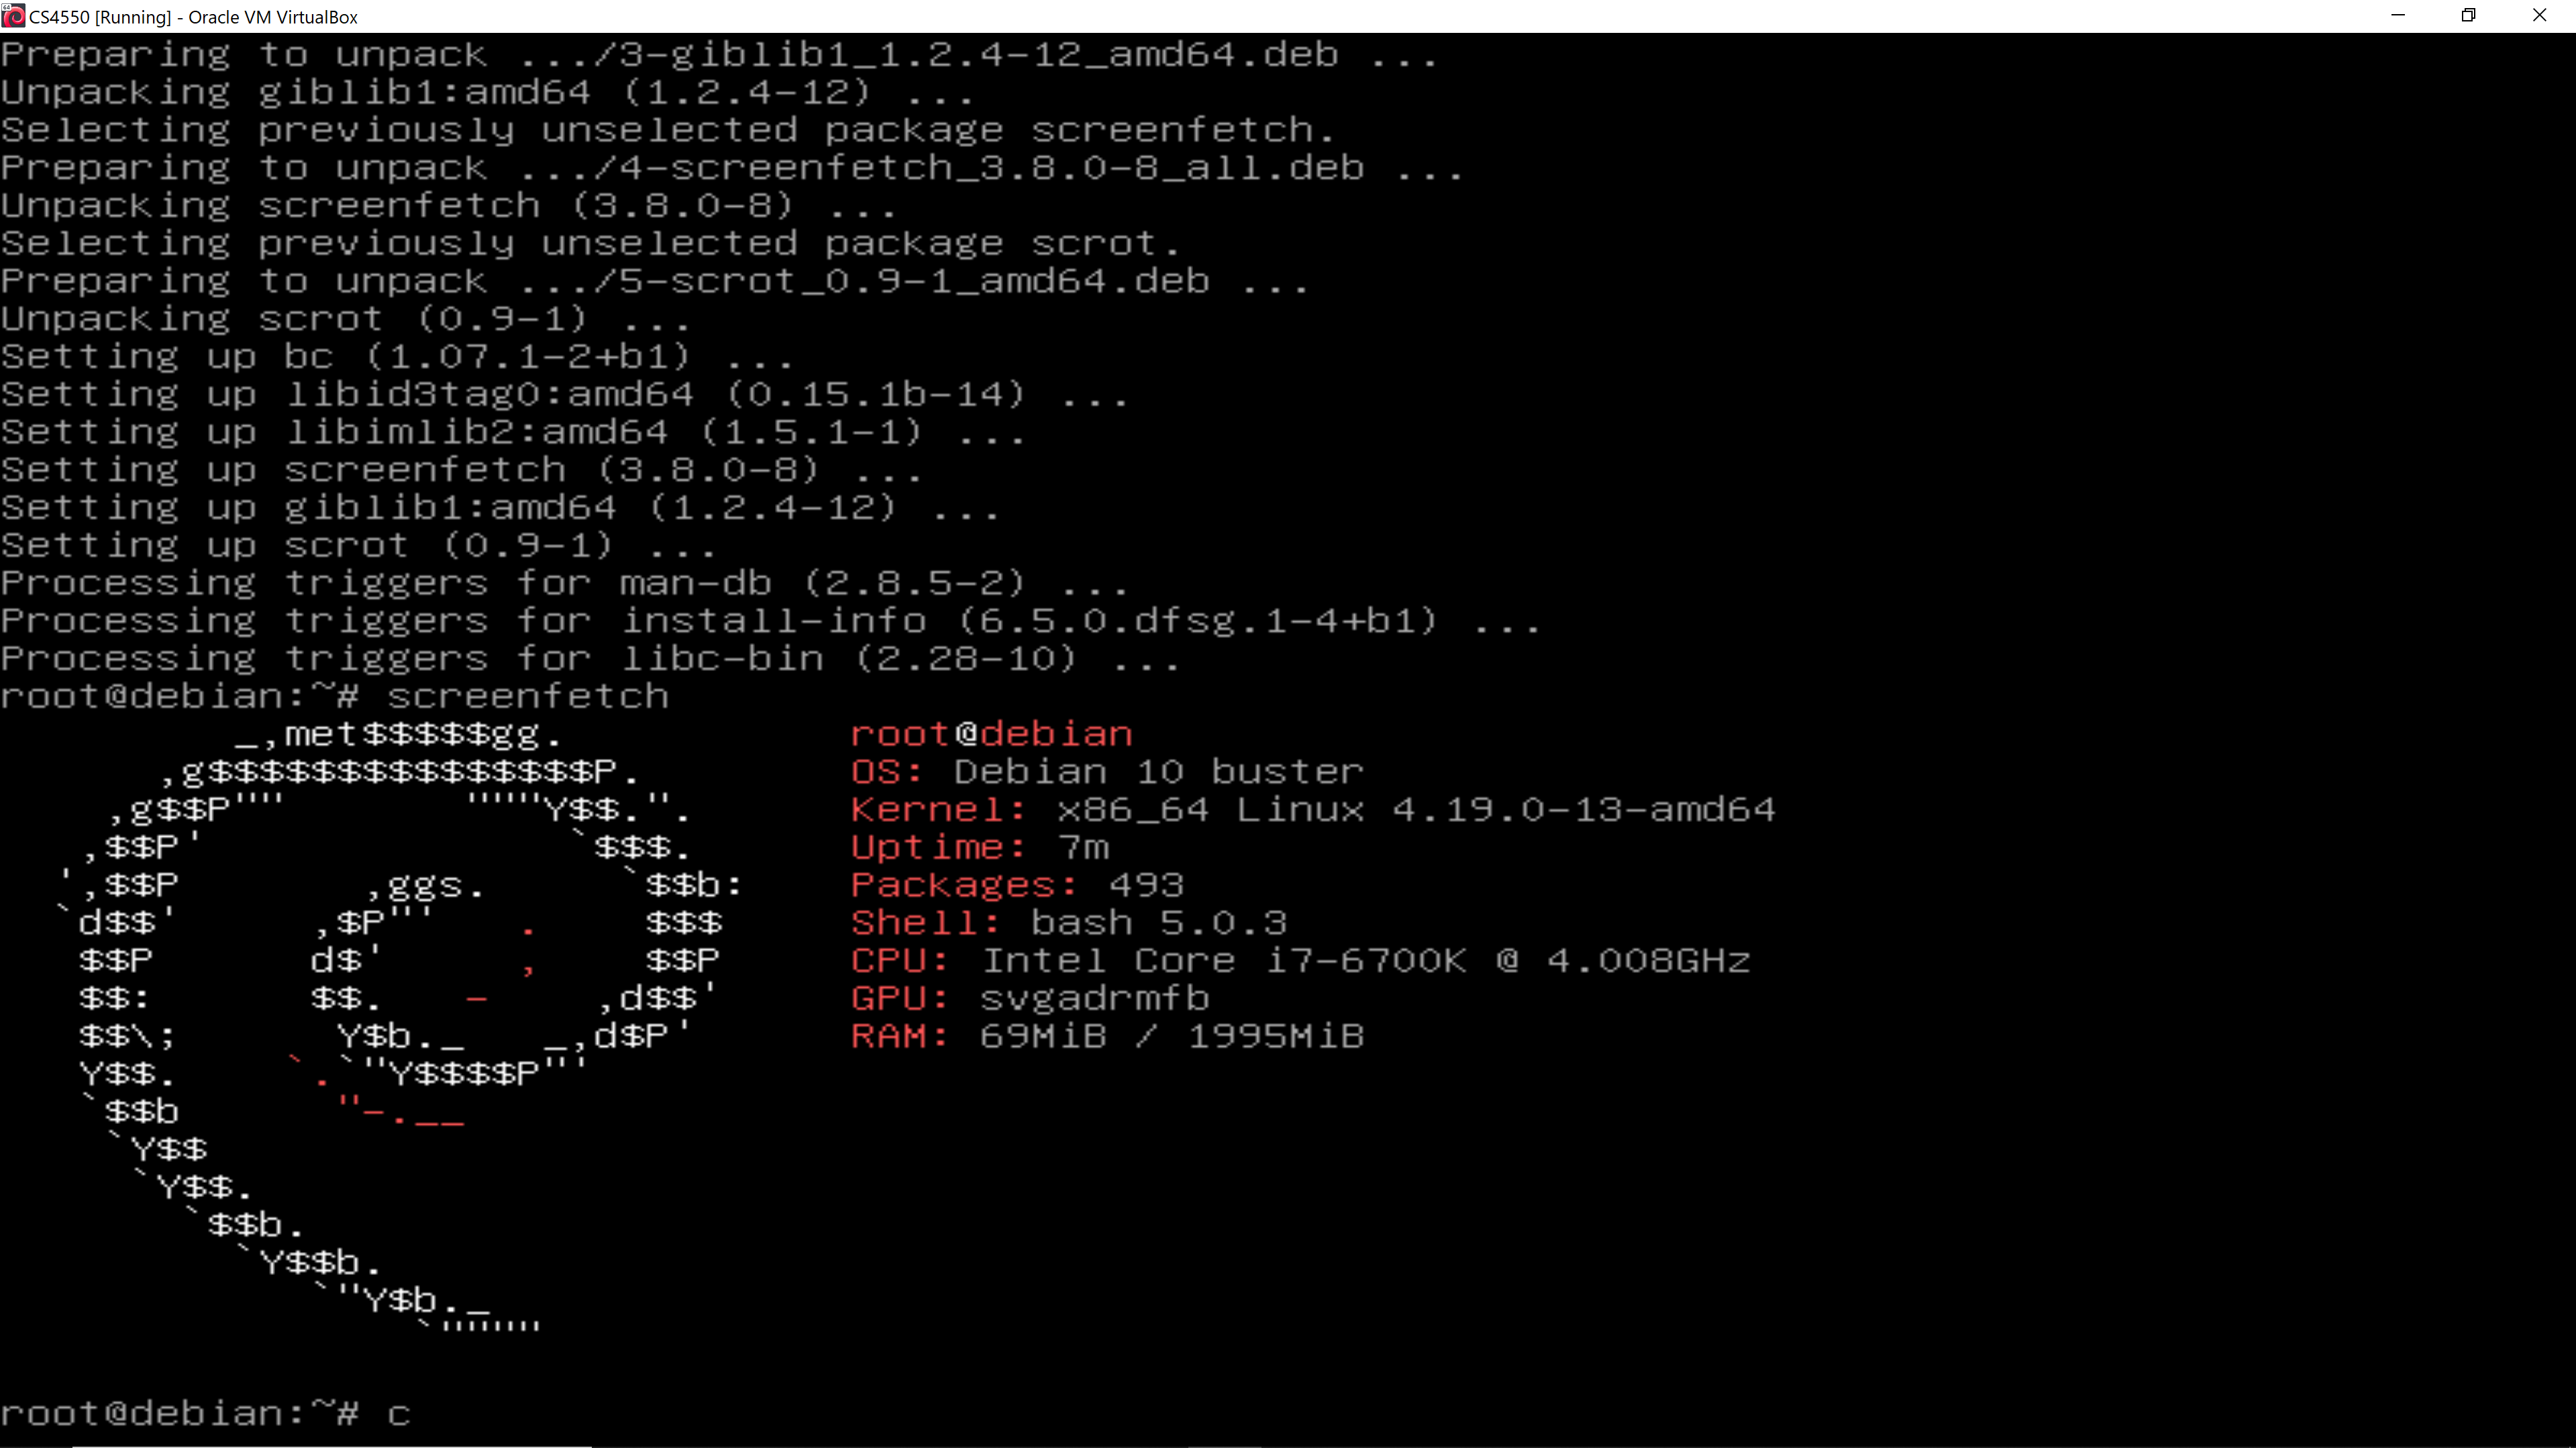 CS4550 [Running] - Oracle VM VirtualBox
Preparing to unpack .../3-giblib1_1.2.4-12_amd64.deb ...
Unpacking giblib1:amd64 (1.2.4-12) ...
Selecting previously unselected package screenfetch.
Preparing to unpack .../4-screenfetch_3.8.0-8_all.deb ...
Unpacking screenfetch (3.8.0-8) ...
Selecting previously unselected package scrot.
Preparing to unpack .../5-scrot_0.9-1_amd64.deb ...
Unpacking scrot (0.9-1) ...
Setting up bc (1.07.1-2+b1) ...
Setting up libid3tag0:amd64 (0.15.1b-14) ...
Setting up libimlib2:amd64 (1.5.1-1) ...
Setting up screenfetch (3.8.0-8) ...
Setting up giblib1:amd64 (1.2.4-12) ...
Setting up scrot (0.9-1) ...
Processing triggers for man-db (2.8.5-2) ...
Processing triggers for install-info (6.5.0.dfsg.1-4+b1) ...
Processing triggers for libc-bin (2.28-10) ...
root@debian:~# screenfetch
         _,met$$$$$gg.           root@debian
      ,g$$$$$$$$$$$$$$$P.        OS: Debian 10 buster
    ,g$$P""       """Y$$.".      Kernel: x86_64 Linux 4.19.0-13-amd64
   ,$$P'              `$$$.      Uptime: 7m
  ',$$P       ,ggs.     `$$b:    Packages: 493
  `d$$'     ,$P"'   .    $$$     Shell: bash 5.0.3
   $$P      d$'     ,    $$P     CPU: Intel Core i7-6700K @ 4.008GHz
   $$:      $$.   -    ,d$$'     GPU: svgadrmfb
   $$\;      Y$b._   _,d$P'      RAM: 69MiB / 1995MiB
   Y$$.    `.`"Y$$$$P"'
   `$$b      "-.__
    `Y$$
     `Y$$.
       `$$b.
         `Y$$b.
            `"Y$b._
                `""""
root@debian:~# c